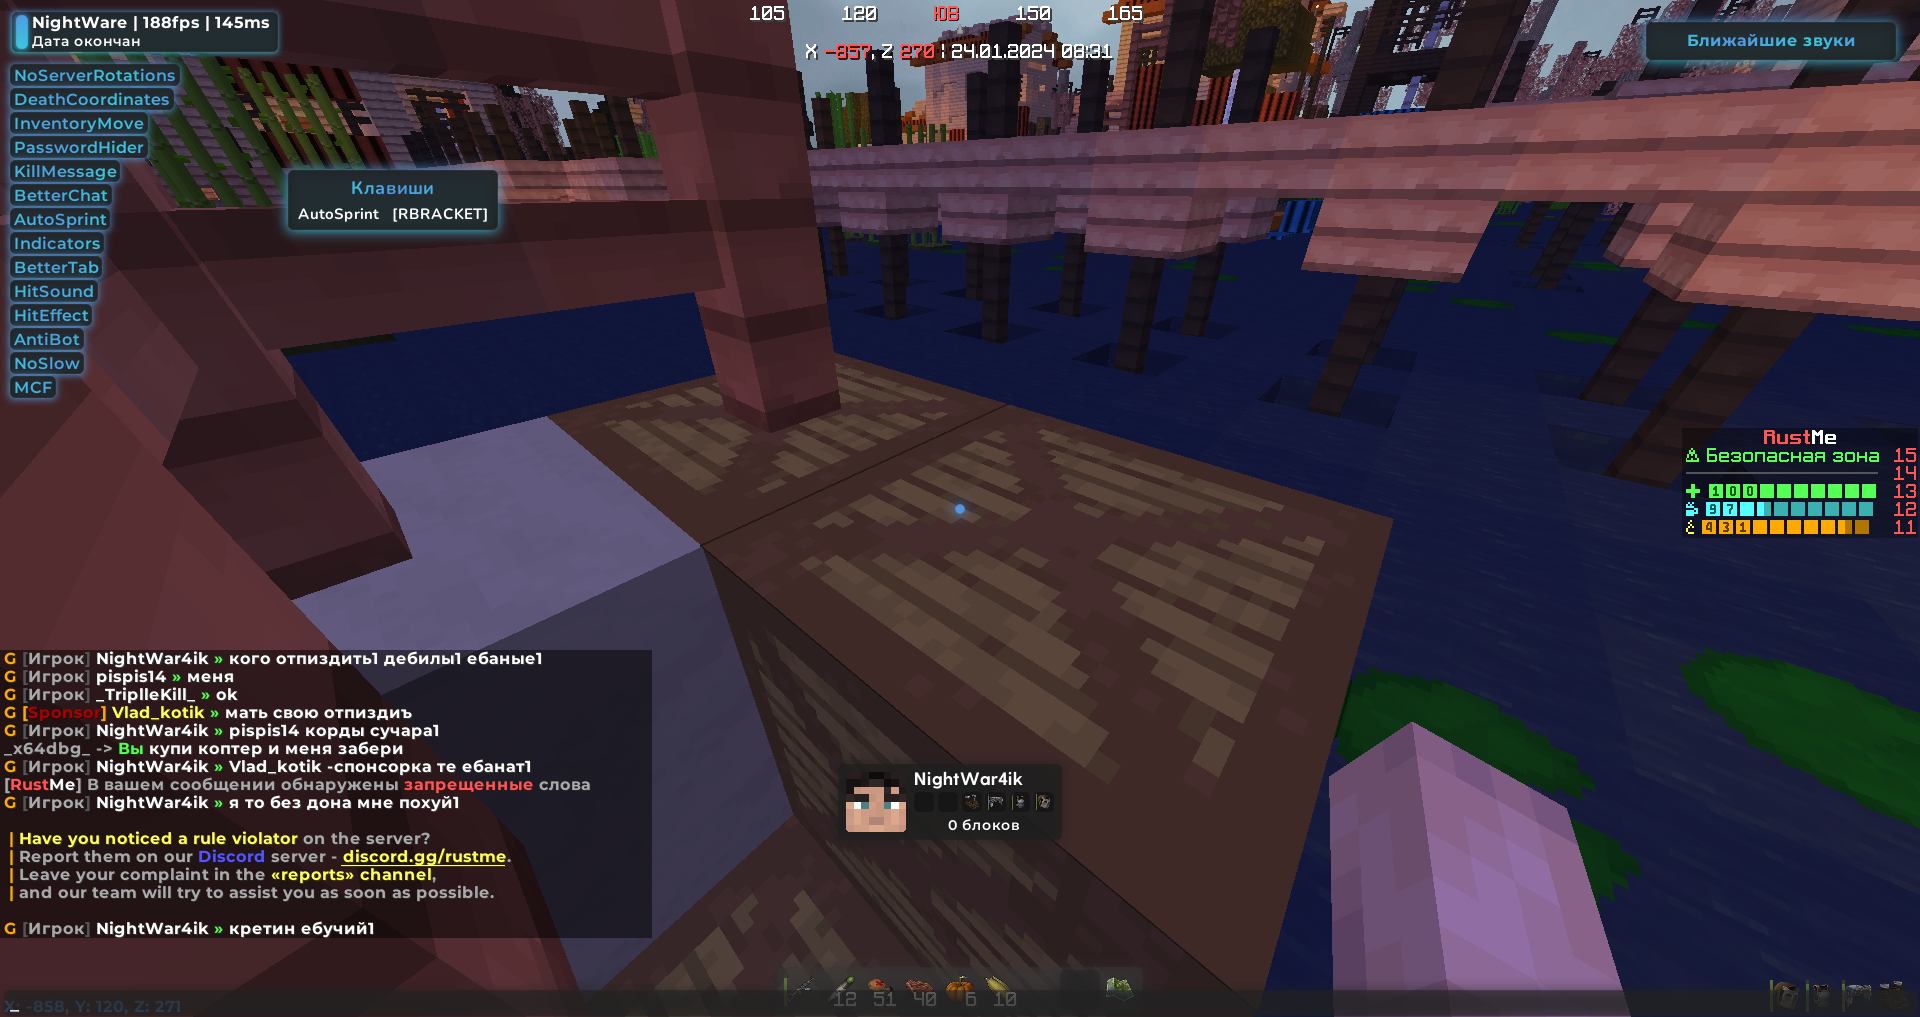 NightWare | 188fps | 145ms
Дата окончан
105 120 ЮВ 150 165
X -857, Z 270 | 24.01.2024 08:31
Ближайшие звуки
NoServerRotations
DeathCoordinates
InventoryMove
PasswordHider
KillMessage
BetterChat
AutoSprint
Indicators
BetterTab
HitSound
HitEffect
AntiBot
NoSlow
MCF
Клавиши
AutoSprint [RBRACKET]
RustMe
Безопасная зона 15
14
100 13
97 12
431 11
G [Игрок] NightWar4ik » кого отпиздить1 дебилы1 ебаные1
G [Игрок] pispis14 » меня
G [Игрок] _TriplleKill_ » ok
G [Sponsor] Vlad_kotik » мать свою отпиздиъ
G [Игрок] NightWar4ik » pispis14 корды сучара1
_x64dbg_ -> Вы купи коптер и меня забери
G [Игрок] NightWar4ik » Vlad_kotik -спонсорка те ебанат1
[RustMe] В вашем сообщении обнаружены запрещенные слова
G [Игрок] NightWar4ik » я то без дона мне похуй1
| Have you noticed a rule violator on the server?
| Report them on our Discord server - discord.gg/rustme.
| Leave your complaint in the «reports» channel,
| and our team will try to assist you as soon as possible.
G [Игрок] NightWar4ik » кретин ебучий1
NightWar4ik
0 блоков
12 51 40 6 10
X: -858, Y: 120, Z: 271